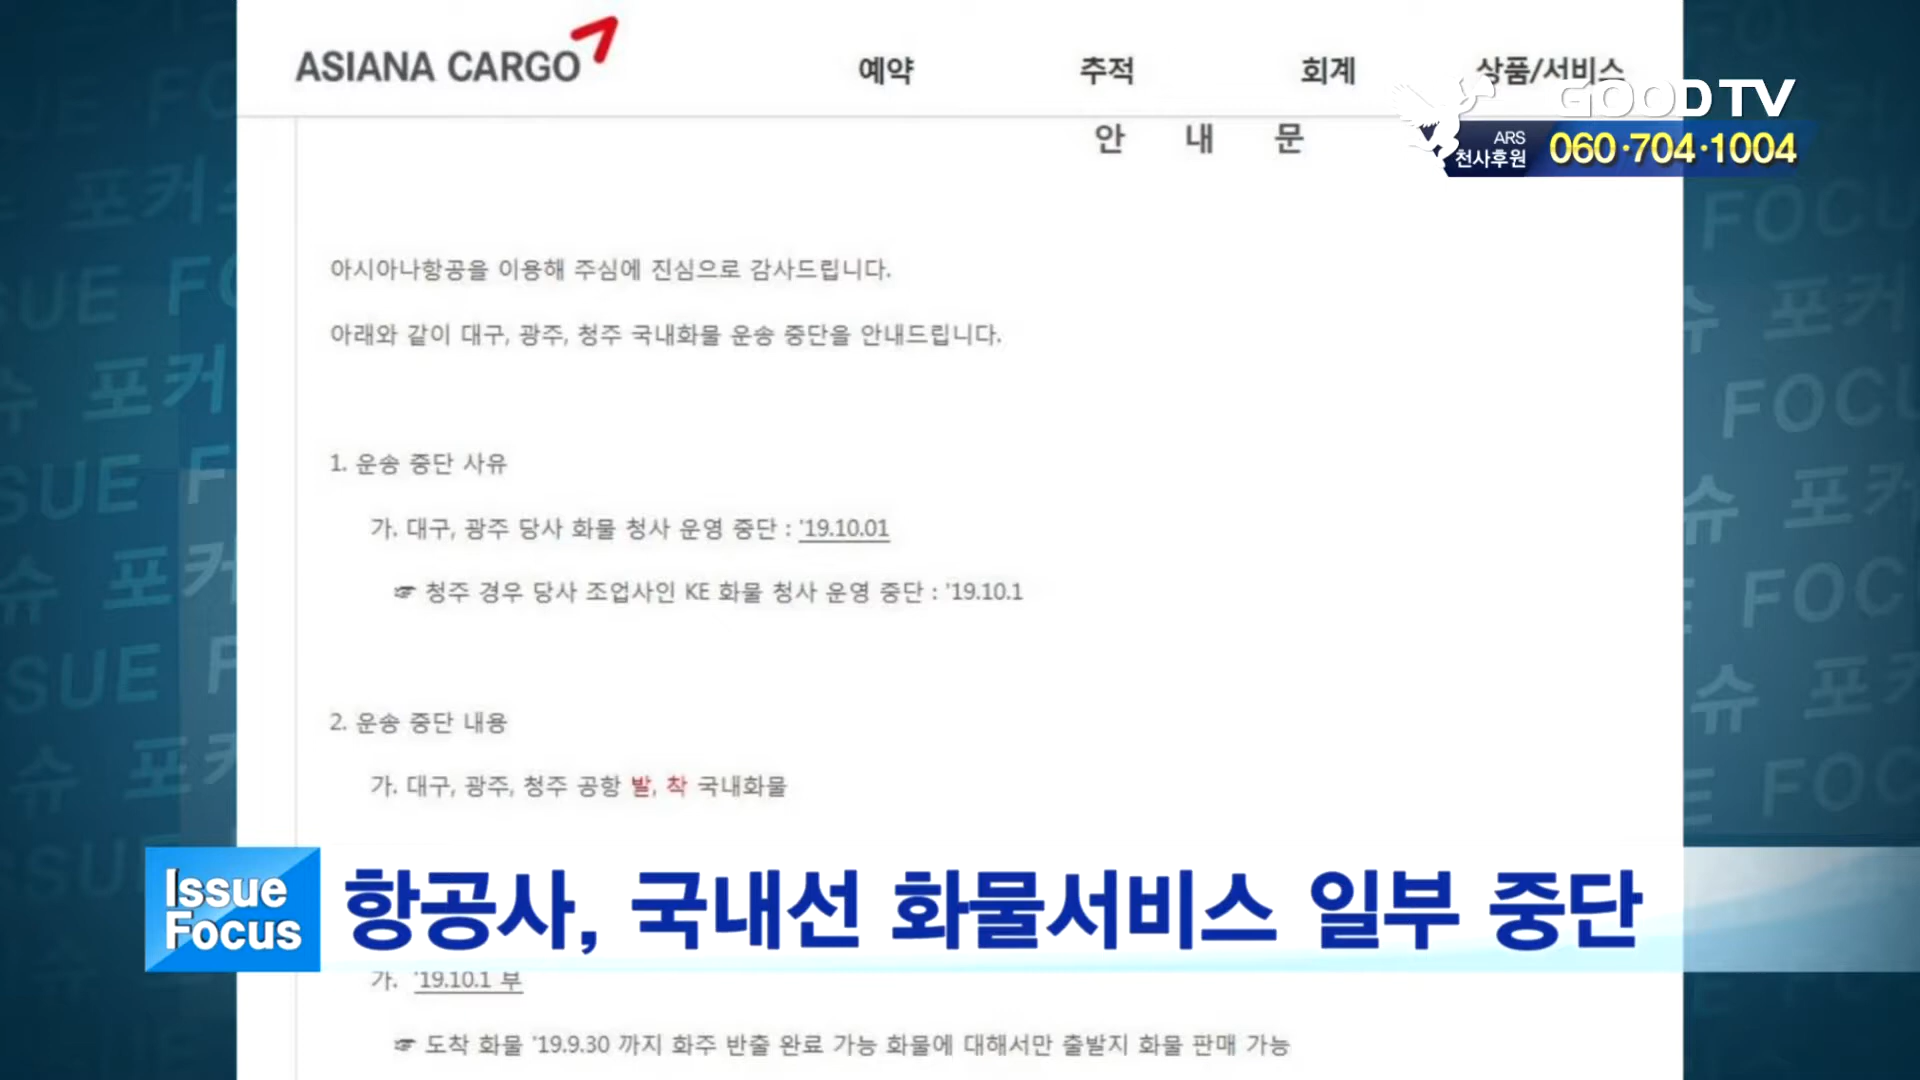 ASIANA CARGO
예약 추적 회계 상품/서비스
GOODTV
ARS
천사후원 060·704·1004
안 내 문
아시아나항공을 이용해 주심에 진심으로 감사드립니다.
아래와 같이 대구, 광주, 청주 국내화물 운송 중단을 안내드립니다.
1. 운송 중단 사유
가. 대구, 광주 당사 화물 청사 운영 중단 : '19.10.01
☞ 청주 경우 당사 조업사인 KE 화물 청사 운영 중단 : '19.10.1
2. 운송 중단 내용
가. 대구, 광주, 청주 공항 발, 착 국내화물
Issue
Focus
항공사, 국내선 화물서비스 일부 중단
가. '19.10.1 부
☞ 도착 화물 '19.9.30 까지 화주 반출 완료 가능 화물에 대해서만 출발지 화물 판매 가능